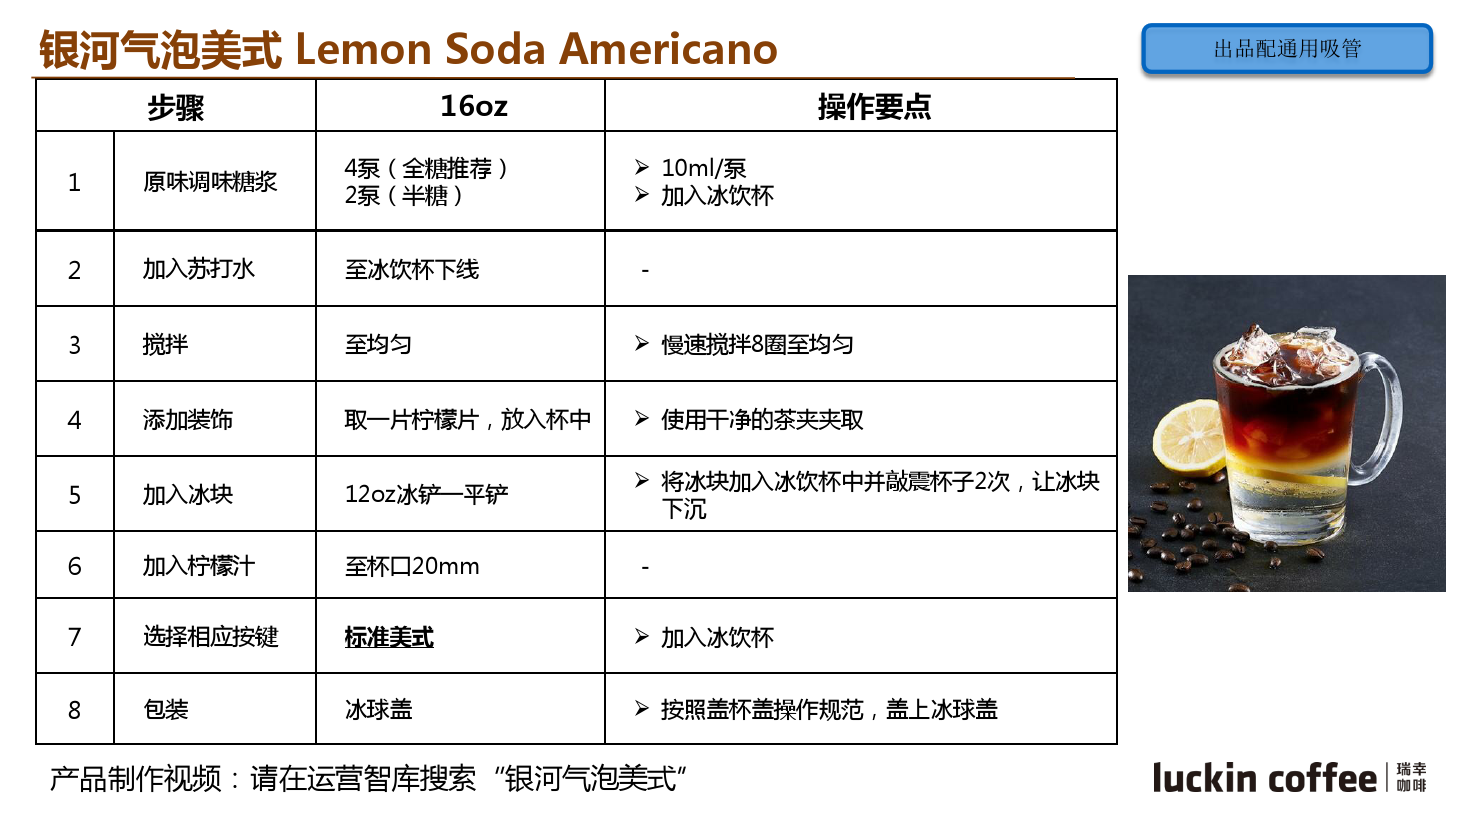 银河气泡美式 Lemon Soda Americano
出品配通用吸管
步骤 16oz 操作要点
1 原味调味糖浆 4泵（全糖推荐） ➢ 10ml/泵
2泵（半糖） ➢ 加入冰饮杯
2 加入苏打水 至冰饮杯下线 -
3 搅拌 至均匀 ➢ 慢速搅拌8圈至均匀
4 添加装饰 取一片柠檬片，放入杯中 ➢ 使用干净的茶夹夹取
5 加入冰块 12oz冰铲一平铲 ➢ 将冰块加入冰饮杯中并敲震杯子2次，让冰块
下沉
6 加入柠檬汁 至杯口20mm -
7 选择相应按键 标准美式 ➢ 加入冰饮杯
8 包装 冰球盖 ➢ 按照盖杯盖操作规范，盖上冰球盖
产品制作视频：请在运营智库搜索“银河气泡美式”
luckin coffee 瑞幸
咖啡